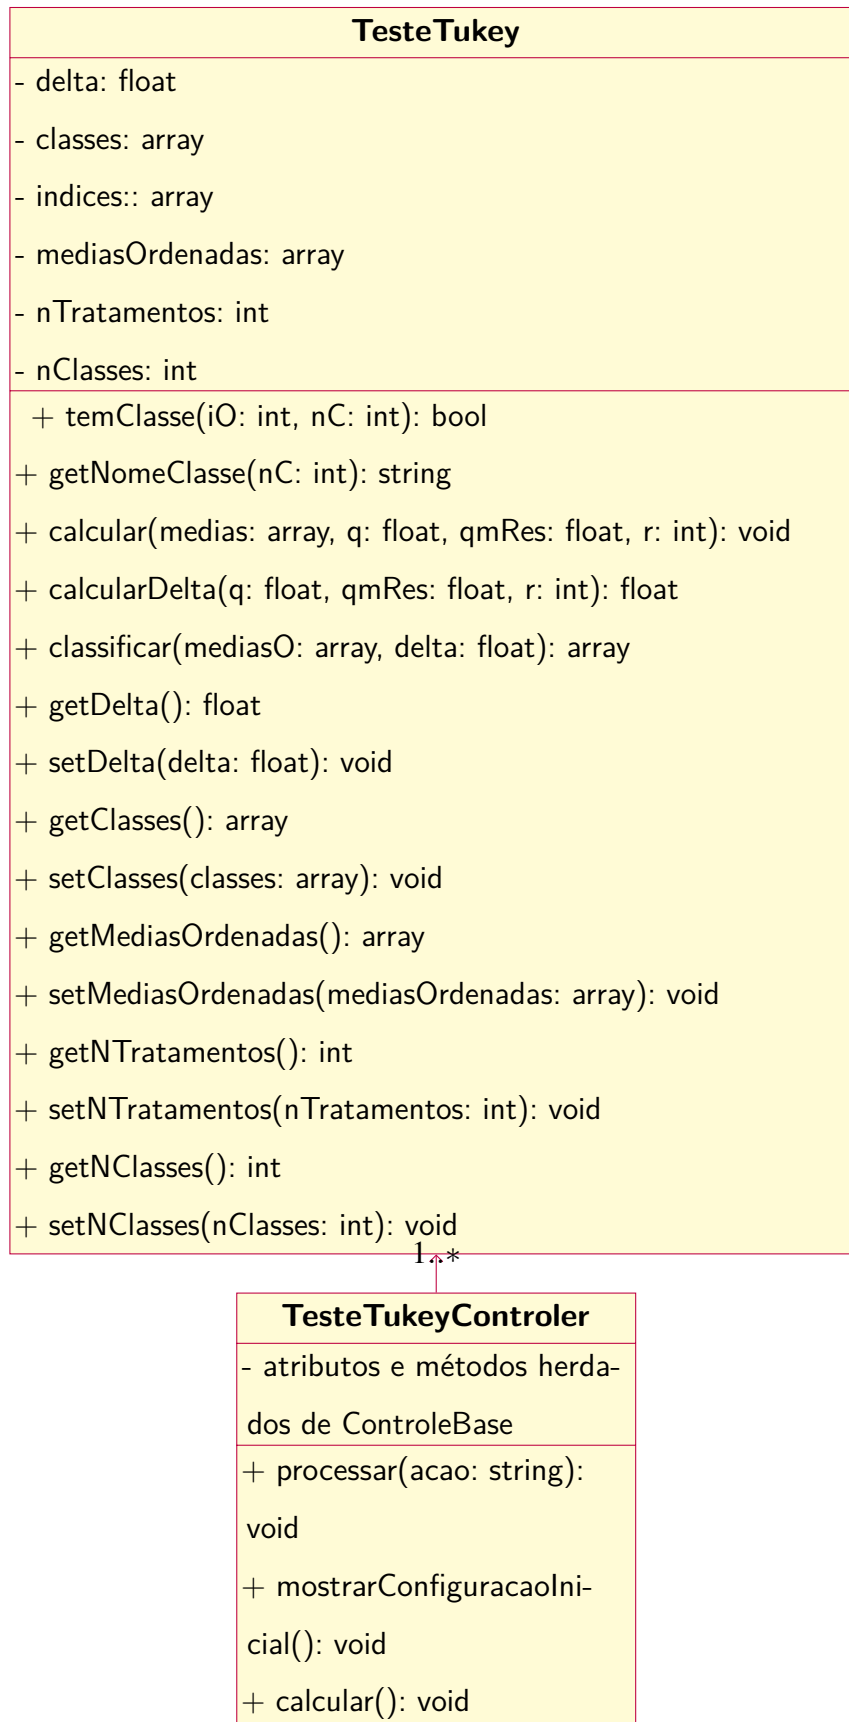 TesteTukey
- delta: float
- classes: array
- indices:: array
- mediasOrdenadas: array
- nTratamentos: int
- nClasses: int
+ temClasse(iO: int, nC: int): bool
+ getNomeClasse(nC: int): string
+ calcular(medias: array, q: float, qmRes: float, r: int): void
+ calcularDelta(q: float, qmRes: float, r: int): float
+ classificar(mediasO: array, delta: float): array
+ getDelta(): float
+ setDelta(delta: float): void
+ getClasses(): array
+ setClasses(classes: array): void
+ getMediasOrdenadas(): array
+ setMediasOrdenadas(mediasOrdenadas: array): void
+ getNTratamentos(): int
+ setNTratamentos(nTratamentos: int): void
+ getNClasses(): int
+ setNClasses(nClasses: int): void
1..*
TesteTukeyControler
- atributos e métodos herda-
dos de ControleBase
+ processar(acao: string):
void
+ mostrarConfiguracaoIni-
cial(): void
+ calcular(): void